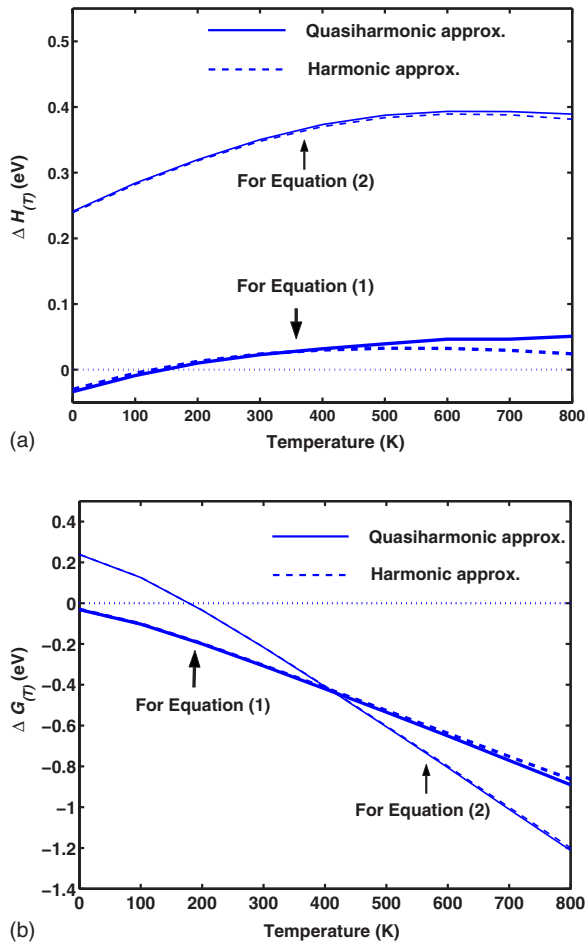 Quasiharmonic approx.
Harmonic approx.
Δ H(T) (eV)
0.5
0.4
0.3
0.2
0.1
0
For Equation (2)
For Equation (1)
0 100 200 300 400 500 600 700 800
(a)
Temperature (K)
Quasiharmonic approx.
Harmonic approx.
Δ G(T) (eV)
0.4
0.2
0
−0.2
−0.4
−0.6
−0.8
−1
−1.2
−1.4
For Equation (1)
For Equation (2)
0 100 200 300 400 500 600 700 800
(b)
Temperature (K)